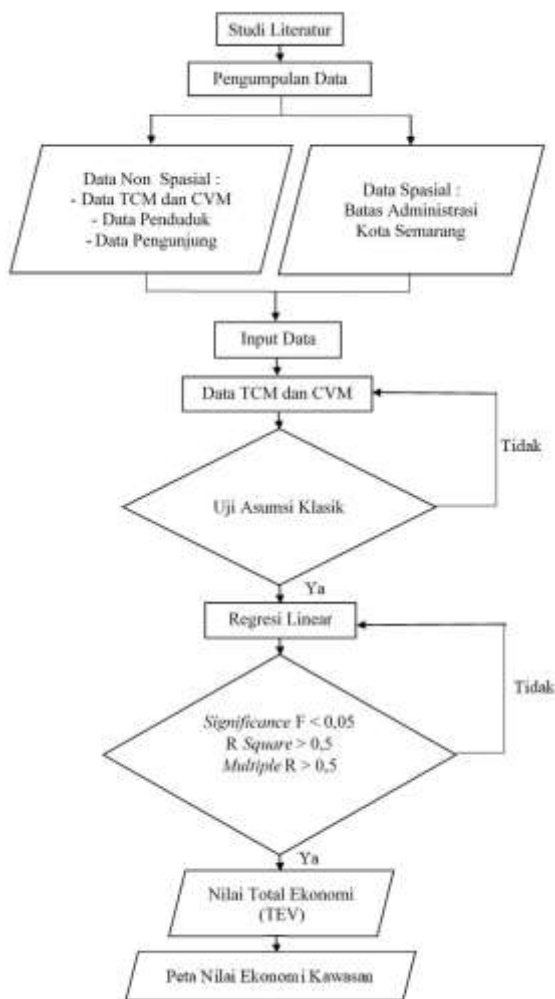 Studi Literatur
Pengumpulan Data
Data Non Spasial :
- Data TCM dan CVM
- Data Penduduk
- Data Pengunjung
Data Spasial :
Batas Administrasi
Kota Semarang
Input Data
Data TCM dan CVM
Tidak
Uji Asumsi Klasik
Ya
Regresi Linear
Tidak
Significance F < 0,05
R Square > 0,5
Multiple R > 0,5
Ya
Nilai Total Ekonomi
(TEV)
Peta Nilai Ekonomi Kawasan